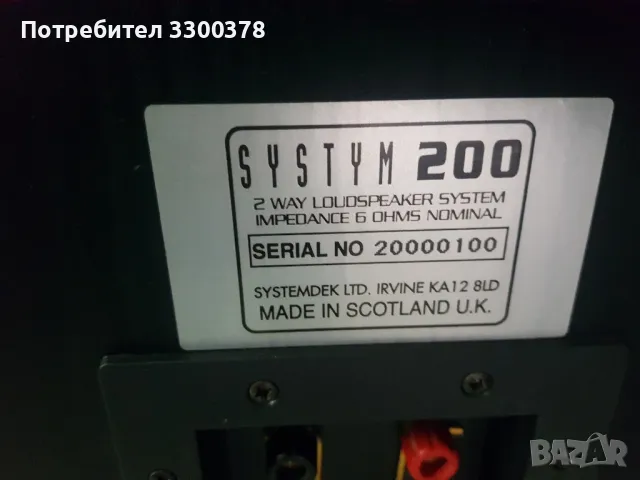 Потребител 3300378
SYSTYM 200
2 WAY LOUDSPEAKER SYSTEM
IMPEDANCE 6 OHMS NOMINAL
SERIAL NO 20000100
SYSTEMDEK LTD. IRVINE KA12 8LD
MADE IN SCOTLAND U.K.
BAZAR